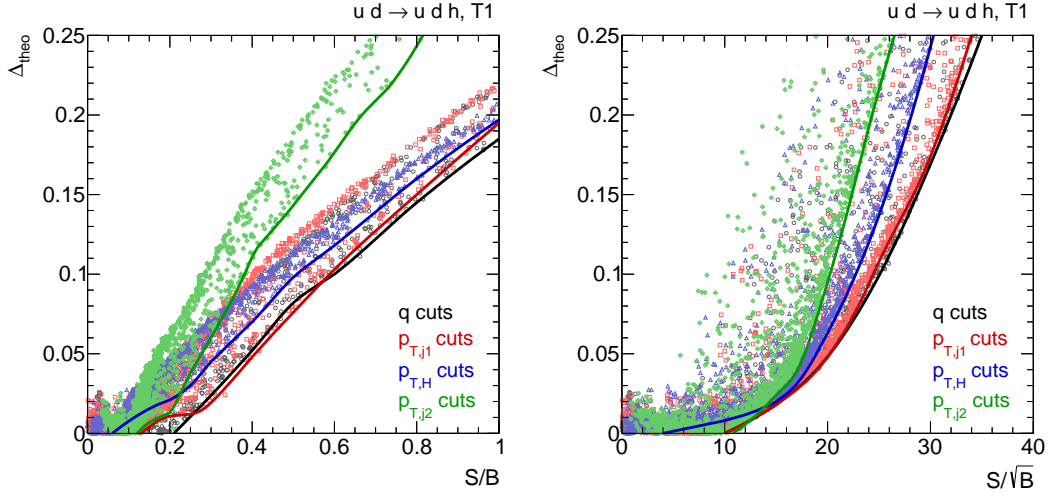 u d → u d h, T1
Δtheo
0.25
0.2
0.15
0.1
0.05
0
q cuts
pT,j1 cuts
pT,H cuts
pT,j2 cuts
0 0.2 0.4 0.6 0.8 1
S/B
u d → u d h, T1
Δtheo
0.25
0.2
0.15
0.1
0.05
0
q cuts
pT,j1 cuts
pT,H cuts
pT,j2 cuts
0 10 20 30 40
S/√B